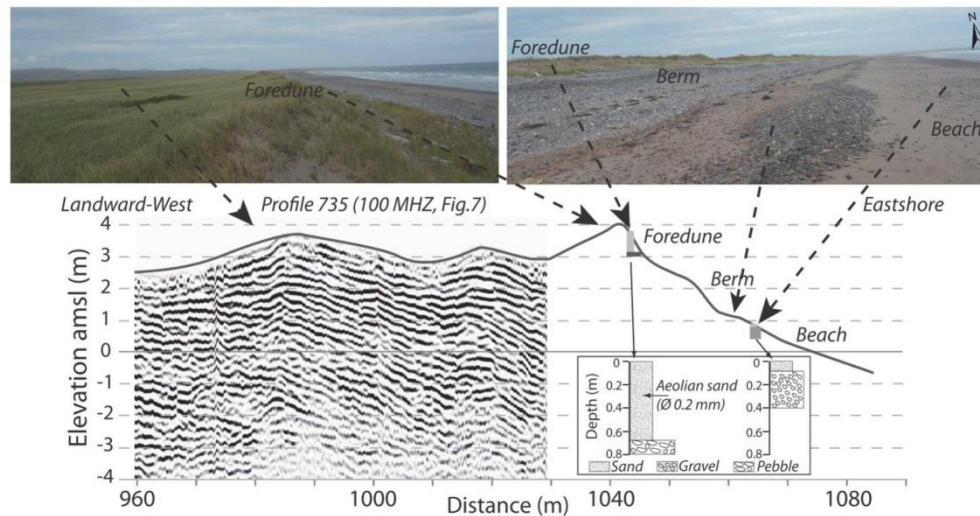 Foredune
Foredune
Berm
N
Beach
Landward-West
Profile 735 (100 MHZ, Fig.7)
Eastshore
Elevation amsl (m)
4
3
2
1
0
-1
-2
-3
-4
Foredune
Berm
Beach
Depth (m)
0
0.2
0.4
0.6
0.8
Aeolian sand
(Ø 0.2 mm)
0
0.2
0.4
0.6
0.8
Sand Gravel Pebble
960 1000 1040 1080
Distance (m)